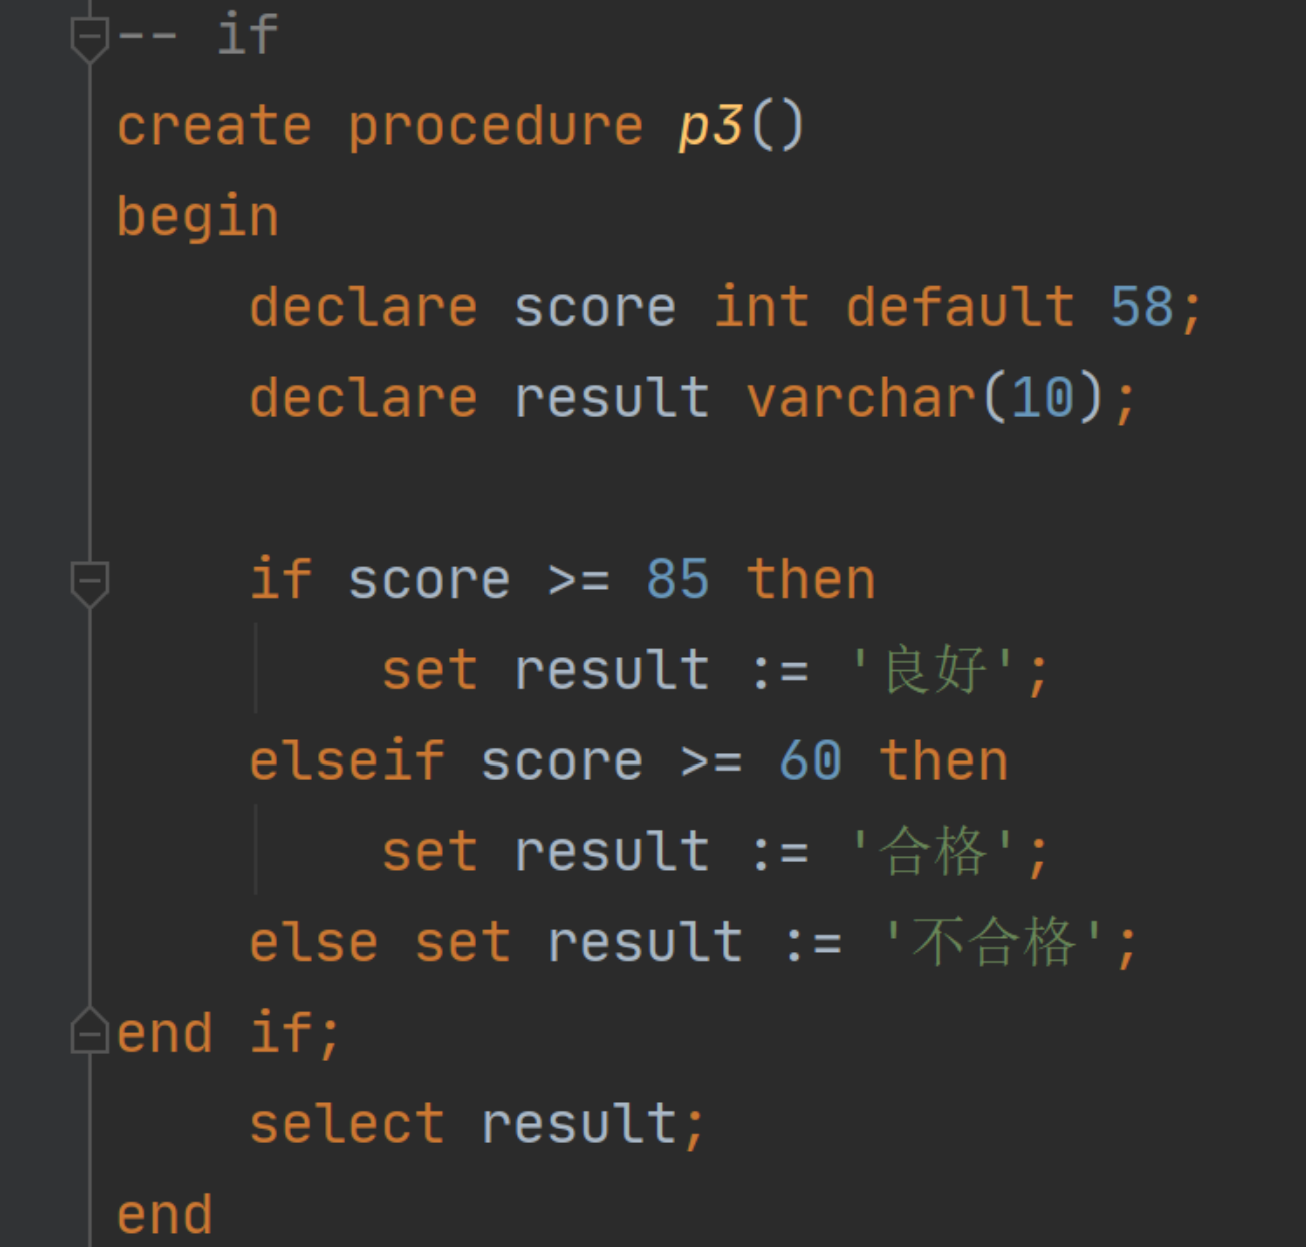 -- if
create procedure p3()
begin
    declare score int default 58;
    declare result varchar(10);

    if score >= 85 then
        set result := '良好';
    elseif score >= 60 then
        set result := '合格';
    else set result := '不合格';
end if;
    select result;
end